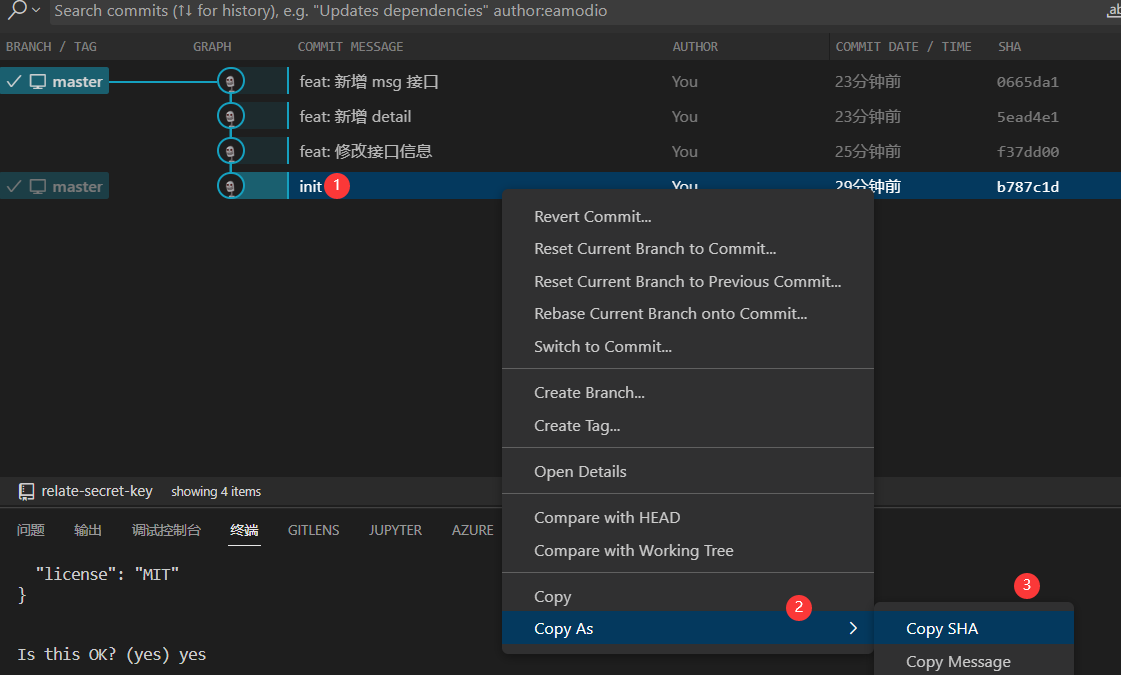 Search commits (↑↓ for history), e.g. "Updates dependencies" author:eamodio
BRANCH / TAG GRAPH COMMIT MESSAGE AUTHOR COMMIT DATE / TIME SHA
master feat: 新增 msg 接口 You 23分钟前 0665da1
feat: 新增 detail You 23分钟前 5ead4e1
feat: 修改接口信息 You 25分钟前 f37dd00
master init 1 You 29分钟前 b787c1d
Revert Commit...
Reset Current Branch to Commit...
Reset Current Branch to Previous Commit...
Rebase Current Branch onto Commit...
Switch to Commit...
Create Branch...
Create Tag...
Open Details
Compare with HEAD
Compare with Working Tree
Copy
Copy As 2
3
Copy SHA
Copy Message
relate-secret-key showing 4 items
问题 输出 调试控制台 终端 GITLENS JUPYTER AZURE
"license": "MIT"
}
Is this OK? (yes) yes